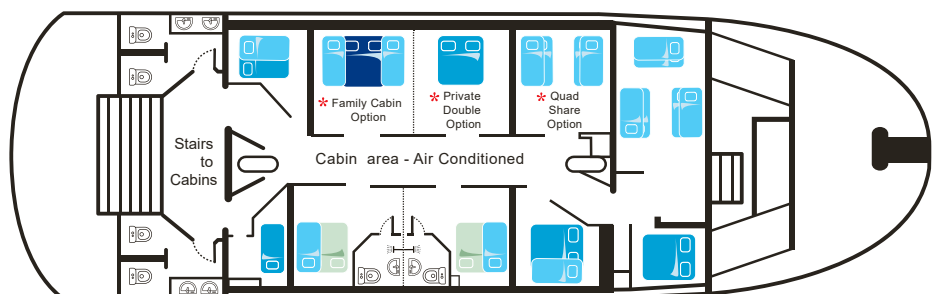 * Family Cabin
Option
* Private
Double
Option
* Quad
Share
Option
Stairs
to
Cabins
Cabin area - Air Conditioned